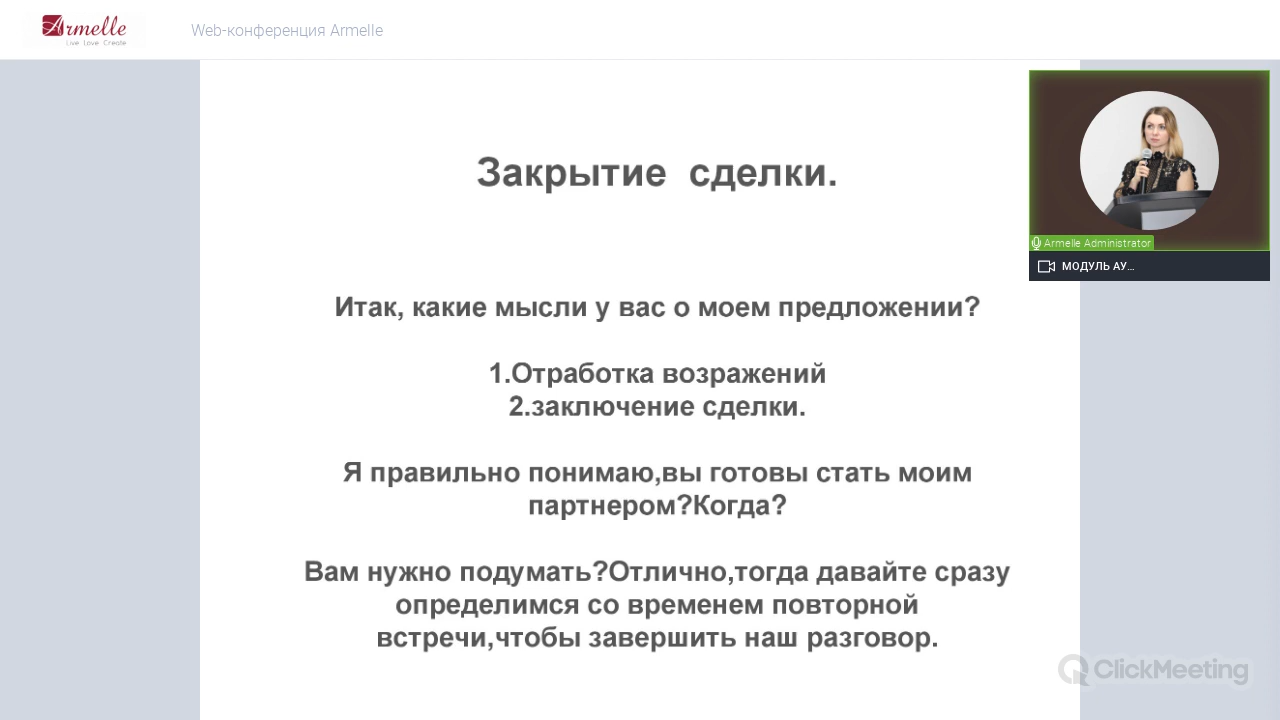 Armelle
Live Love Create
Web-конференция Armelle
Закрытие сделки.
Armelle Administrator
МОДУЛЬ АУ...
Итак, какие мысли у вас о моем предложении?
1.Отработка возражений
2.заключение сделки.
Я правильно понимаю,вы готовы стать моим
партнером?Когда?
Вам нужно подумать?Отлично,тогда давайте сразу
определимся со временем повторной
встречи,чтобы завершить наш разговор.
ClickMeeting